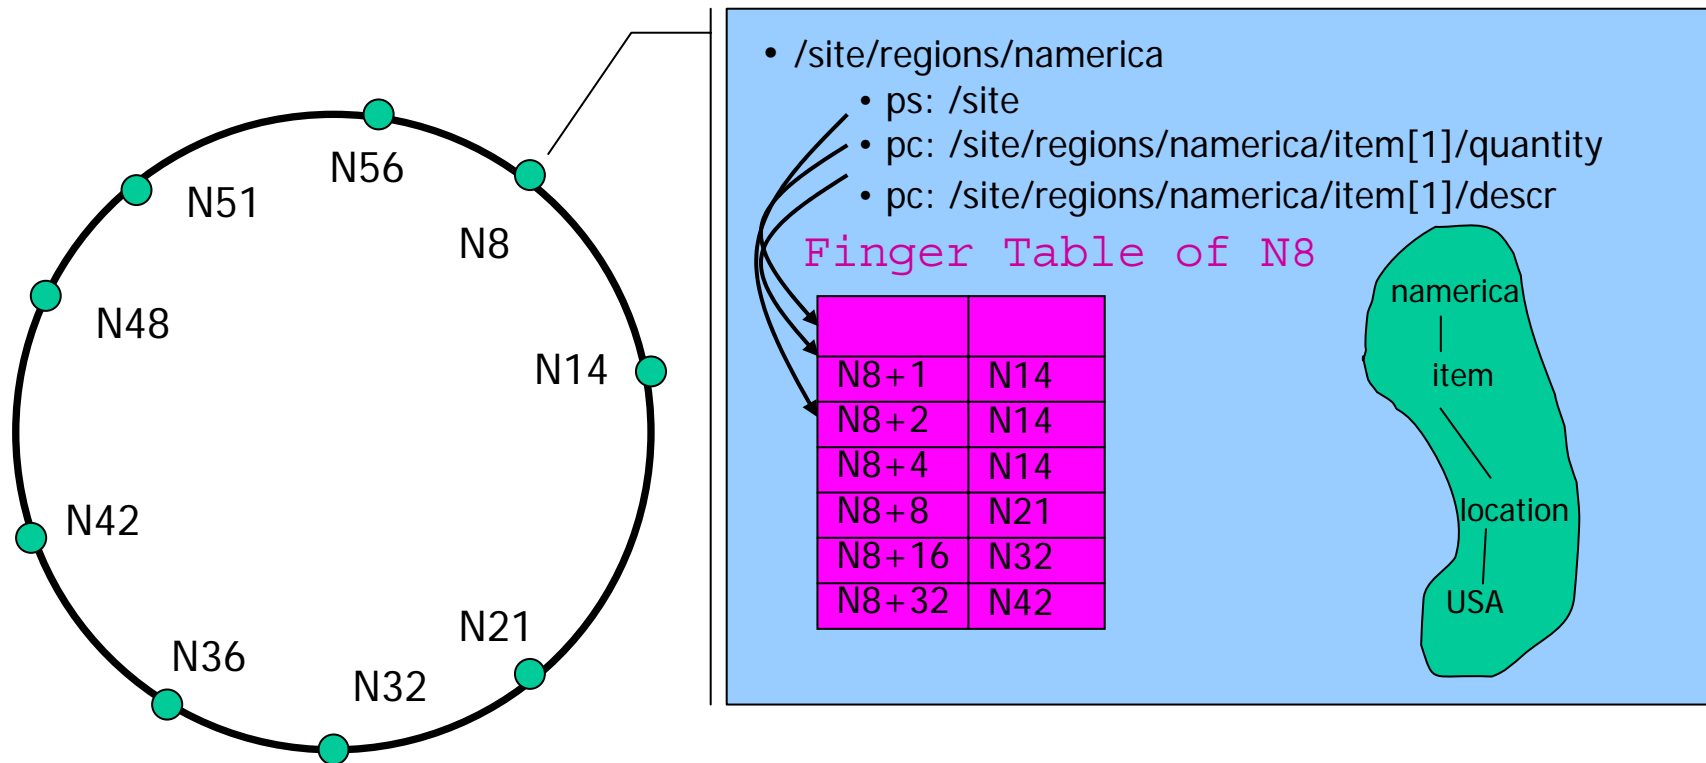 • /site/regions/namerica
• ps: /site
• pc: /site/regions/namerica/item[1]/quantity
• pc: /site/regions/namerica/item[1]/descr
Finger Table of N8
N8+1 N14
N8+2 N14
N8+4 N14
N8+8 N21
N8+16 N32
N8+32 N42
namerica
item
location
USA
N56
N51
N8
N48
N14
N42
N21
N36
N32